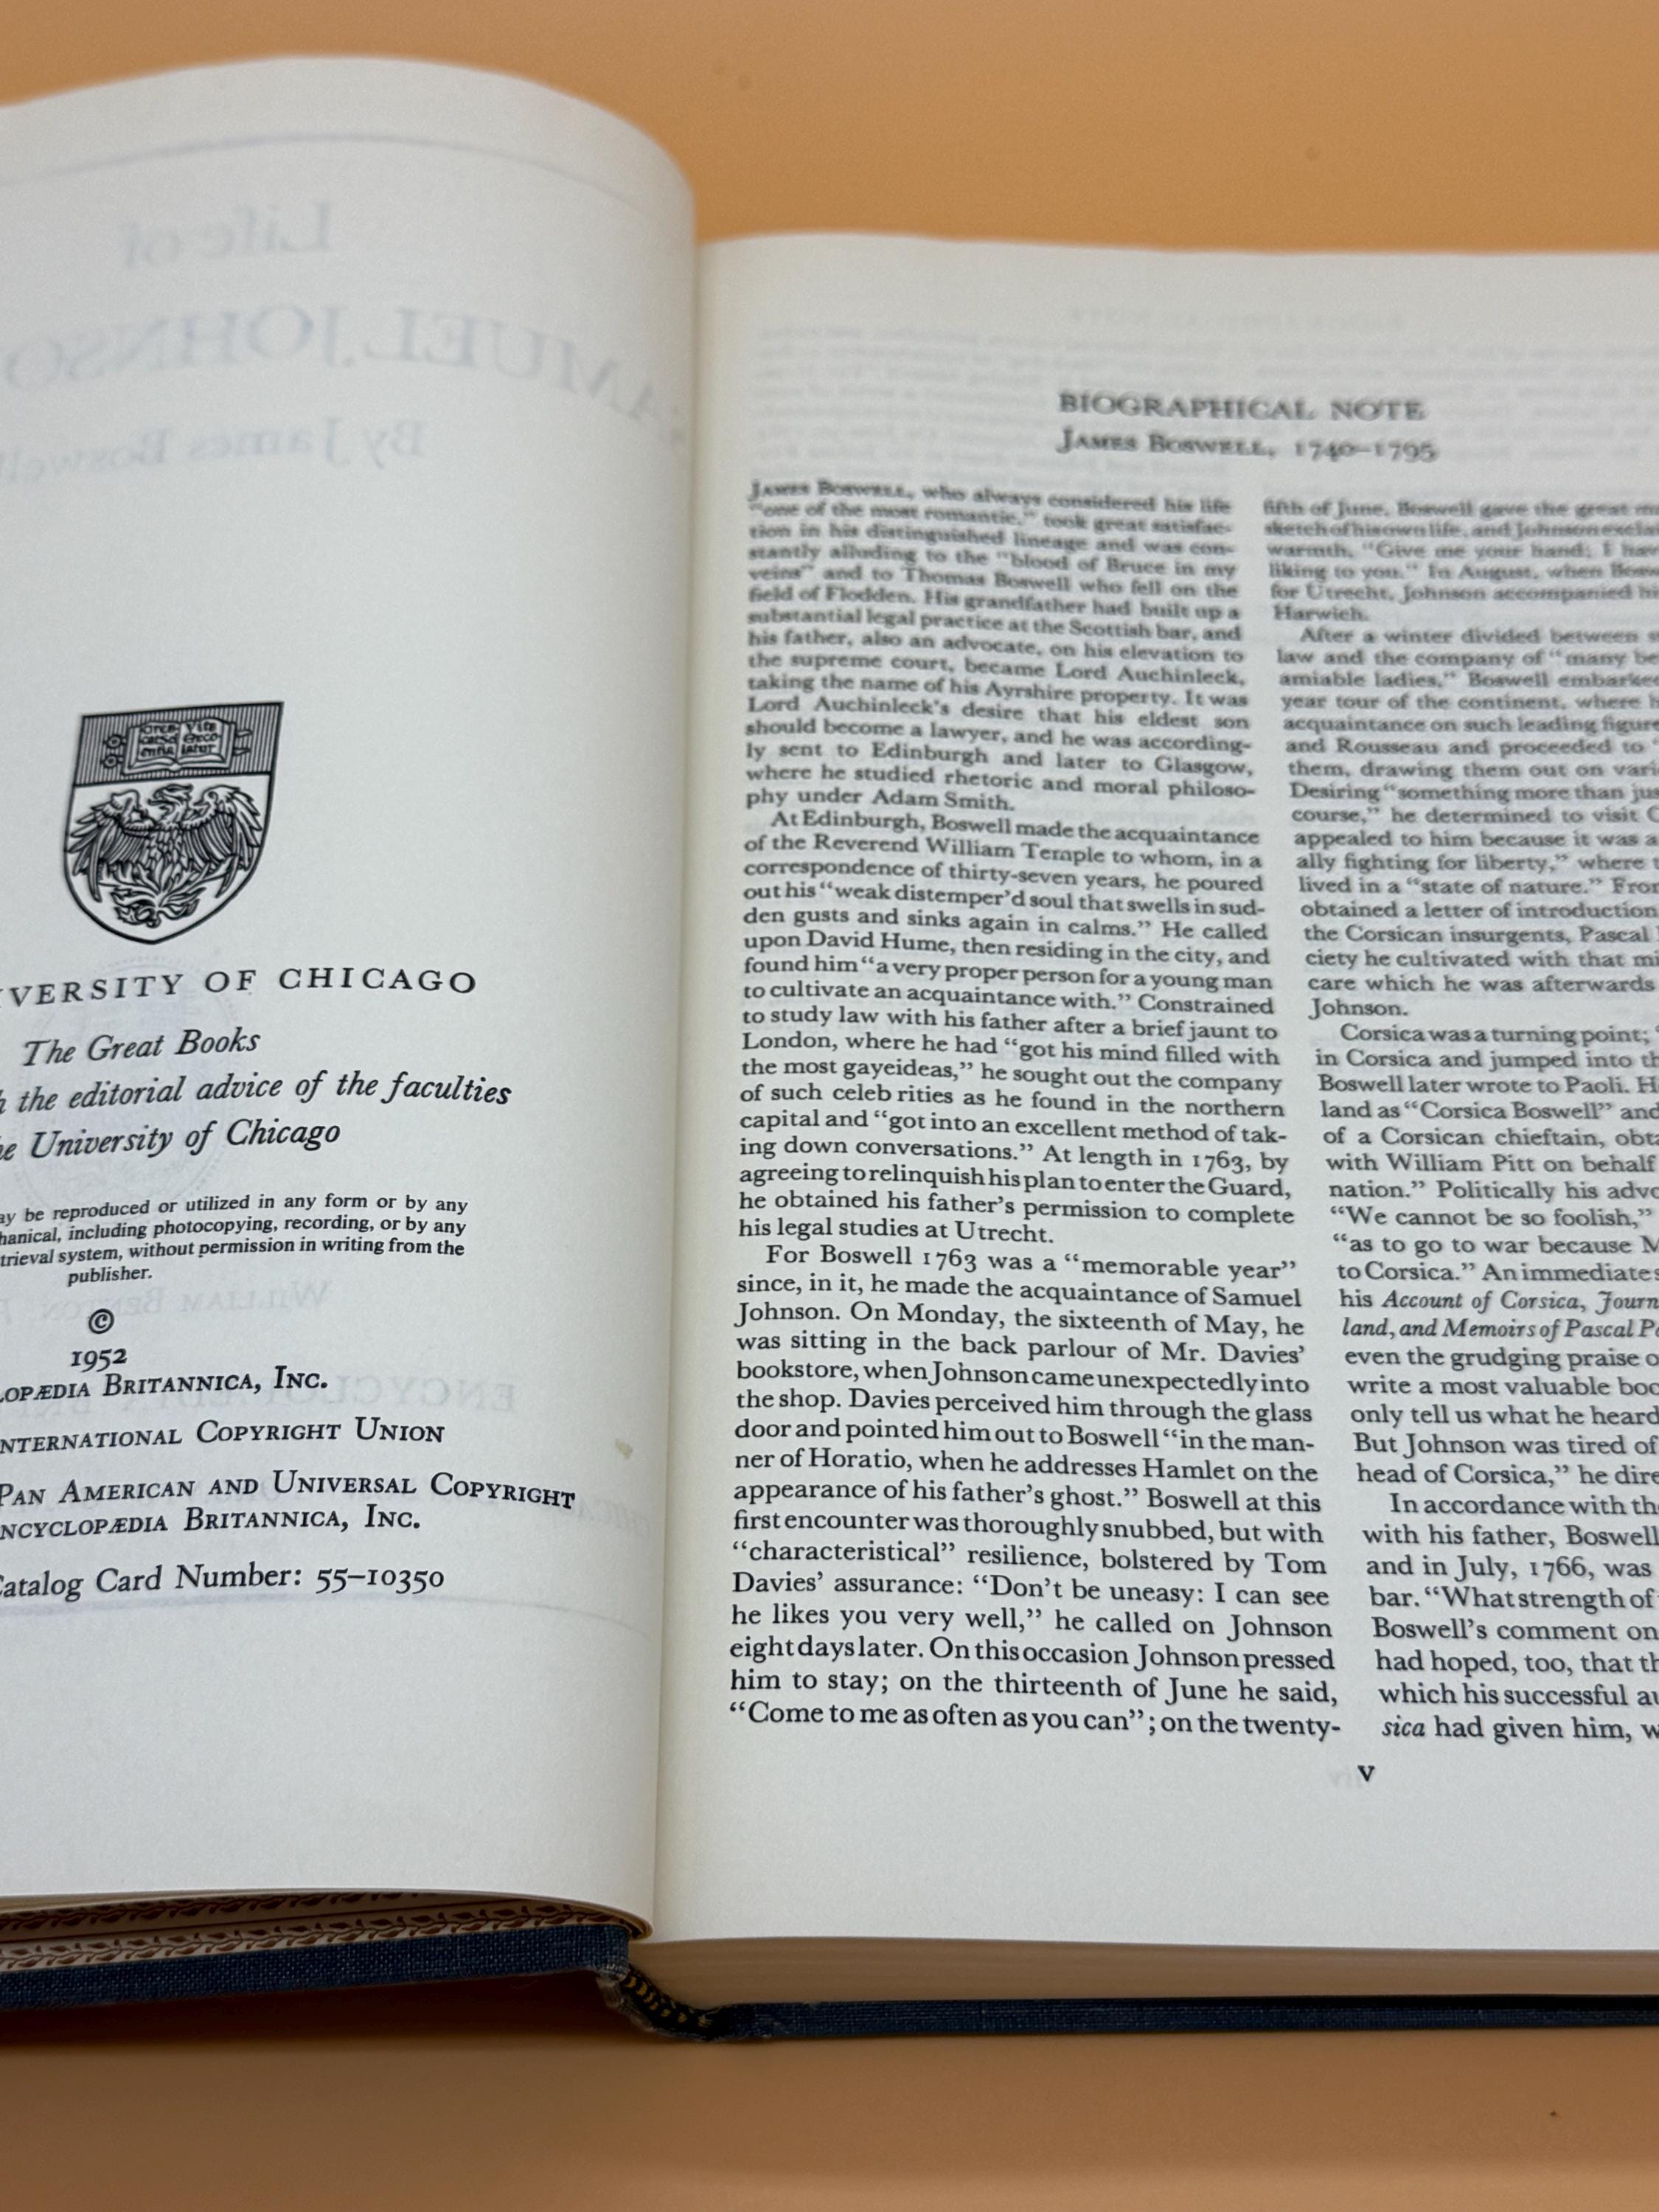 Life of
AMUEL JOHNSO
By James Boswell
Cres Vita
cat Sci Exco
entia latur
VERSITY OF CHICAGO
The Great Books
the editorial advice of the faculties
University of Chicago
be reproduced or utilized in any form or by any
including photocopying, recording, or by any
system, without permission in writing from the
publisher.
©
1952
BRITANNICA, INC.
COPYRIGHT UNION
PAN AMERICAN AND UNIVERSAL COPYRIGHT
BRITANNICA, INC.
Card Number: 55–10350
WILLIAM BENTON
BIOGRAPHICAL NOTE
JAMES BOSWELL, 1740–1795
JAMES BOSWELL, who always considered his life
“one of the most romantic,” took great satisfac-
tion in his distinguished lineage and was con-
stantly alluding to the “blood of Bruce in my
veins” and to Thomas Boswell who fell on the
field of Flodden. His grandfather had built up a
substantial legal practice at the Scottish bar, and
his father, also an advocate, on his elevation to
the supreme court, became Lord Auchinleck,
taking the name of his Ayrshire property. It was
Lord Auchinleck’s desire that his eldest son
should become a lawyer, and he was according-
ly sent to Edinburgh and later to Glasgow,
where he studied rhetoric and moral philoso-
phy under Adam Smith.
At Edinburgh, Boswell made the acquaintance
of the Reverend William Temple to whom, in a
correspondence of thirty-seven years, he poured
out his “weak distemper’d soul that swells in sud-
den gusts and sinks again in calms.” He called
upon David Hume, then residing in the city, and
found him “a very proper person for a young man
to cultivate an acquaintance with.” Constrained
to study law with his father after a brief jaunt to
London, where he had “got his mind filled with
the most gayeideas,” he sought out the company
of such celeb rities as he found in the northern
capital and “got into an excellent method of tak-
ing down conversations.” At length in 1763, by
agreeing to relinquish his plan to enter the Guard,
he obtained his father’s permission to complete
his legal studies at Utrecht.
For Boswell 1763 was a “memorable year”
since, in it, he made the acquaintance of Samuel
Johnson. On Monday, the sixteenth of May, he
was sitting in the back parlour of Mr. Davies’
bookstore, when Johnson came unexpectedly into
the shop. Davies perceived him through the glass
door and pointed him out to Boswell “in the man-
ner of Horatio, when he addresses Hamlet on the
appearance of his father’s ghost.” Boswell at this
first encounter was thoroughly snubbed, but with
“characteristical” resilience, bolstered by Tom
Davies’ assurance: “Don’t be uneasy: I can see
he likes you very well,” he called on Johnson
eight days later. On this occasion Johnson pressed
him to stay; on the thirteenth of June he said,
“Come to me as often as you can”; on the twenty-
fifth of June, Boswell gave the great
sketch of his own life, and Johnson
warmth, “Give me your hand; I
liking to you.” In August, when
for Utrecht, Johnson accompanied
Harwich.
After a winter divided between
law and the company of “many
amiable ladies,” Boswell
year tour of the continent, where
acquaintance on such leading
and Rousseau and proceeded to
them, drawing them out on
Desiring “something more than
course,” he determined to visit
appealed to him because it was
ally fighting for liberty,” where
lived in a “state of nature.”
obtained a letter of introduction
the Corsican insurgents, Pascal
ciety he cultivated with that
care which he was afterwards
Johnson.
Corsica was a turning point;
in Corsica and jumped into
Boswell later wrote to Paoli.
land as “Corsica Boswell” and
of a Corsican chieftain,
with William Pitt on behalf
nation.” Politically his
“We cannot be so foolish,”
“as to go to war because
to Corsica.” An immediate
his Account of Corsica,
land, and Memoirs of Pascal
even the grudging praise
write a most valuable
only tell us what he heard
But Johnson was tired of
head of Corsica,” he
In accordance with
with his father, Boswell
and in July, 1766, was
bar. “What strength of
Boswell’s comment on
had hoped, too, that
which his successful
sica had given him,
v